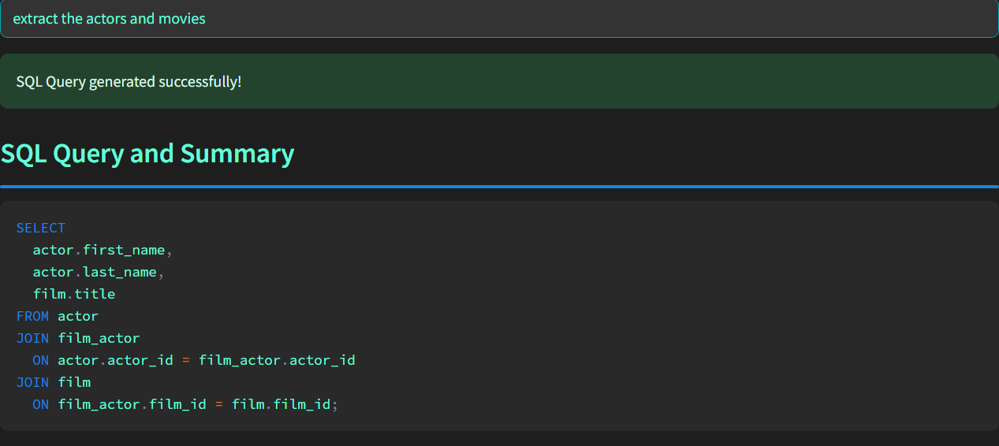 extract the actors and movies
SQL Query generated successfully!
SQL Query and Summary
SELECT
  actor.first_name,
  actor.last_name,
  film.title
FROM actor
JOIN film_actor
  ON actor.actor_id = film_actor.actor_id
JOIN film
  ON film_actor.film_id = film.film_id;